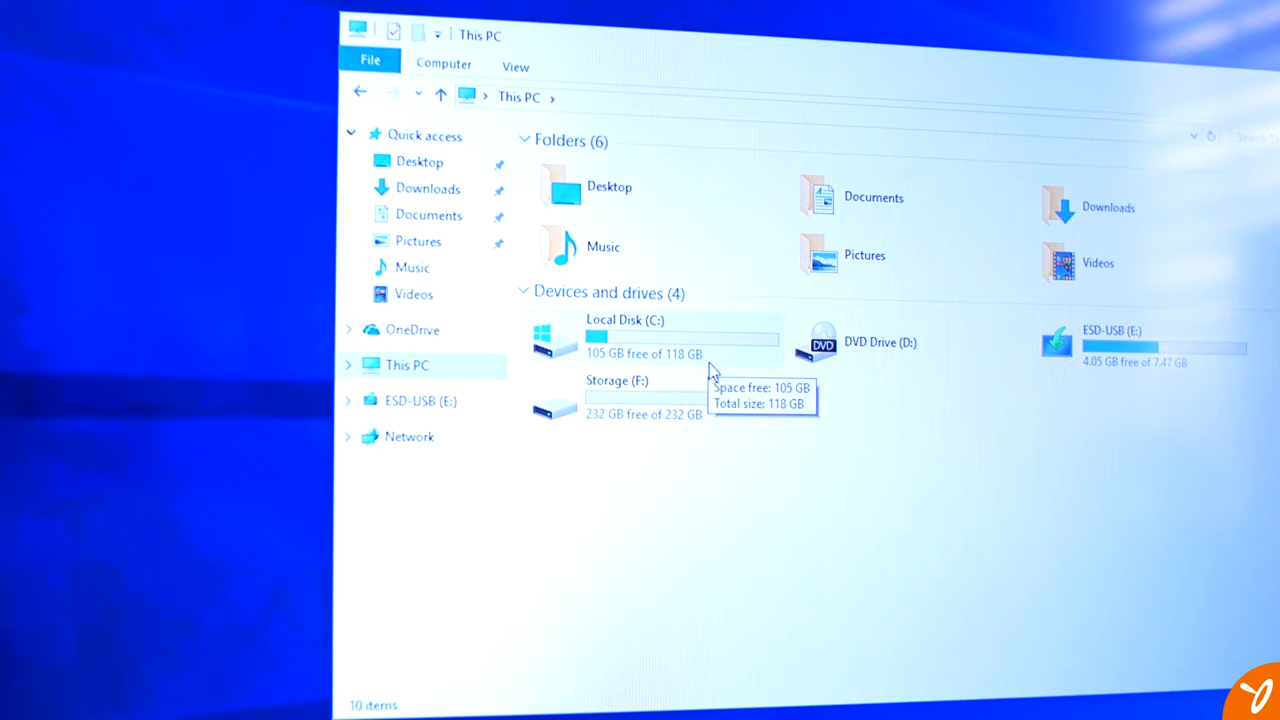 This PC
File
Computer
View
This PC
Quick access
Desktop
Downloads
Documents
Pictures
Music
Videos
OneDrive
This PC
ESD-USB (E:)
Network
Folders (6)
Desktop
Documents
Downloads
Music
Pictures
Videos
Devices and drives (4)
Local Disk (C:)
105 GB free of 118 GB
DVD
DVD Drive (D:)
ESD-USB (E:)
4.05 GB free of 7.47 GB
Storage (F:)
232 GB free of 232 GB
Space free: 105 GB
Total size: 118 GB
10 items